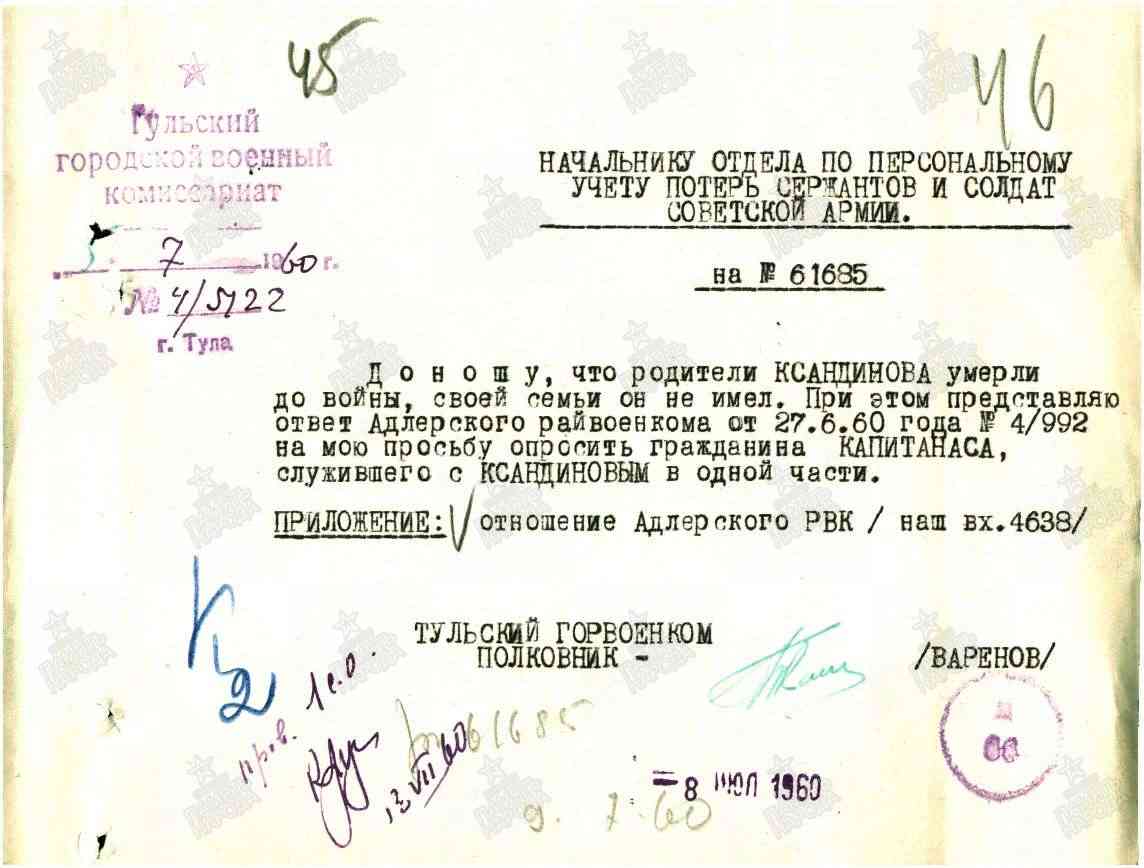 45
46
Тульский
городской военный
комиссариат
5. 7 1960 г.
№ 4/5122
г. Тула
НАЧАЛЬНИКУ ОТДЕЛА ПО ПЕРСОНАЛЬНОМУ
УЧЕТУ ПОТЕРЬ СЕРЖАНТОВ И СОЛДАТ
СОВЕТСКОЙ АРМИИ.
на № 61685
Д о н о ш у, что родители КСАНДИНОВА умерли
до войны, своей семьи он не имел. При этом представляю
ответ Адлерского райвоенкома от 27.6.60 года № 4/992
на мою просьбу опросить гражданина КАПИТАНАСА,
служившего с КСАНДИНОВЫМ в одной части.
ПРИЛОЖЕНИЕ: отношение Адлерского РВК / наш вх.4638/
ТУЛЬСКИЙ ГОРВОЕНКОМ
ПОЛКОВНИК - /ВАРЕНОВ/
пров.
61685
VII 60
8 ИЮЛ 1960
9. 7.60